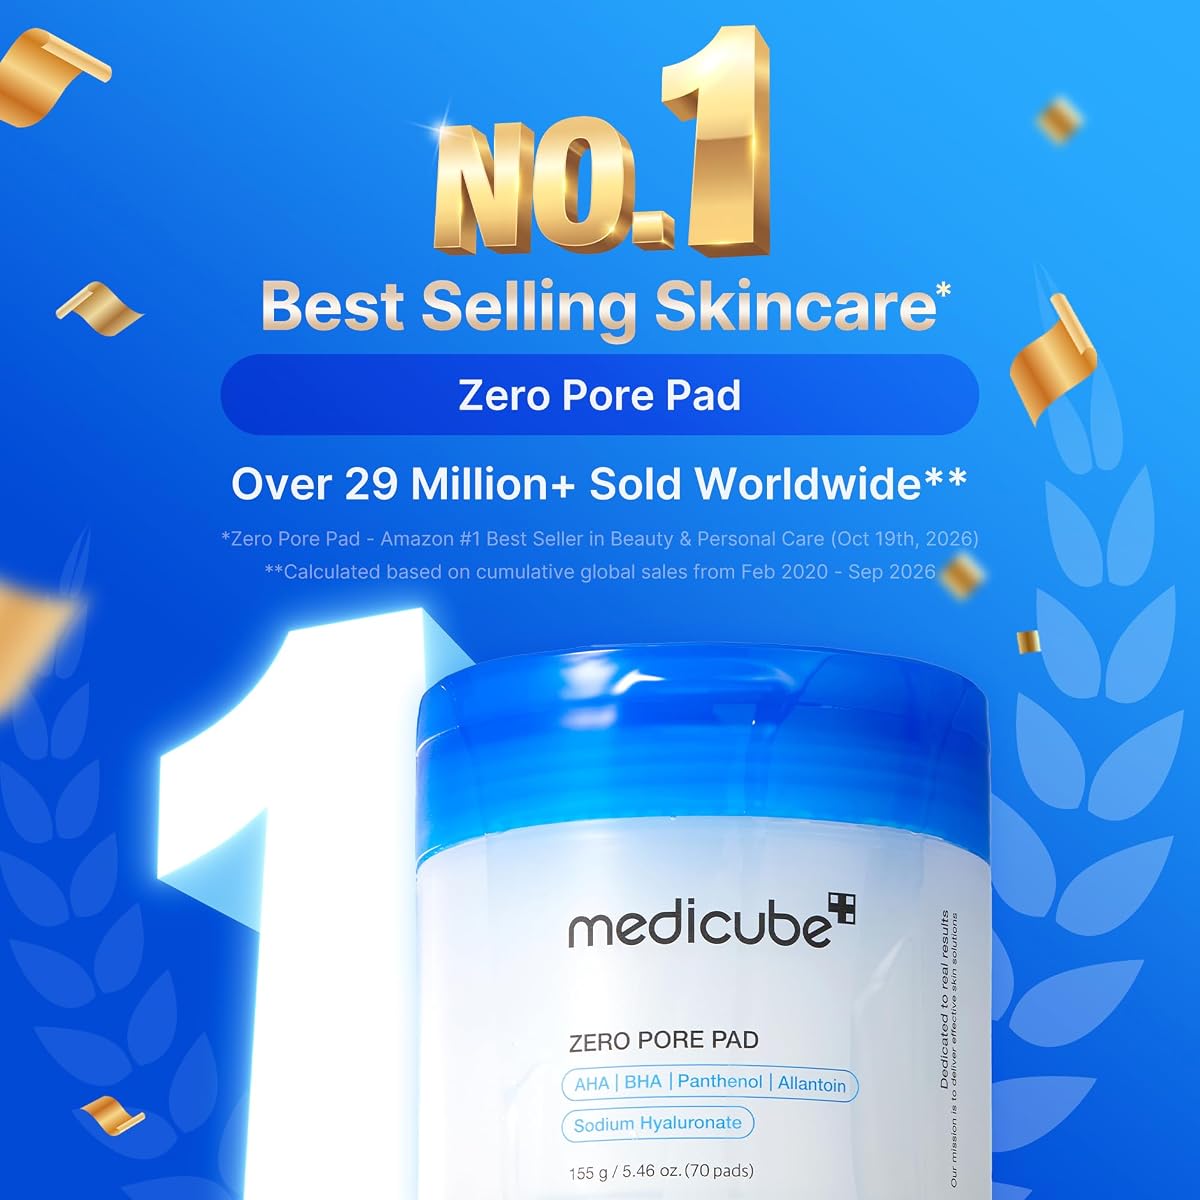 NO.1
Best Selling Skincare*
Zero Pore Pad
Over 29 Million+ Sold Worldwide**
*Zero Pore Pad - Amazon #1 Best Seller in Beauty & Personal Care (Oct 19th, 2026)
**Calculated based on cumulative global sales from Feb 2020 - Sep 2026
1
medicube
ZERO PORE PAD
AHA | BHA | Panthenol | Allantoin
Sodium Hyaluronate
155 g / 5.46 oz. (70 pads)
Dedicated to real results
Our mission is to deliver effective skin solutions